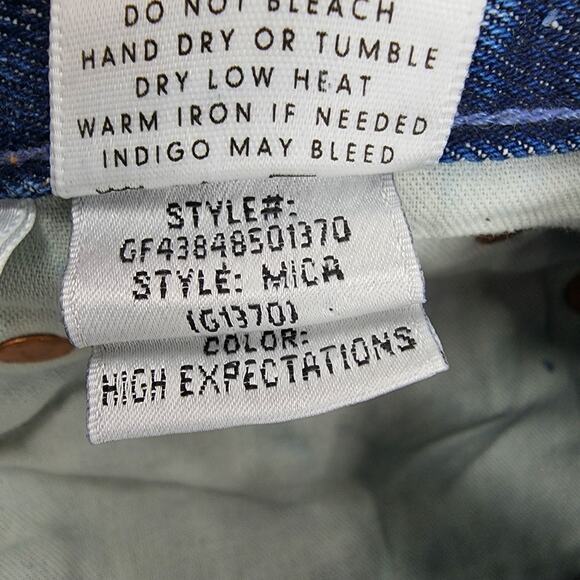 DO NOT BLEACH
HAND DRY OR TUMBLE
DRY LOW HEAT
WARM IRON IF NEEDED
INDIGO MAY BLEED
STYLE#:
GF43848501370
STYLE: MICA
(G1370)
COLOR:
HIGH EXPECTATIONS